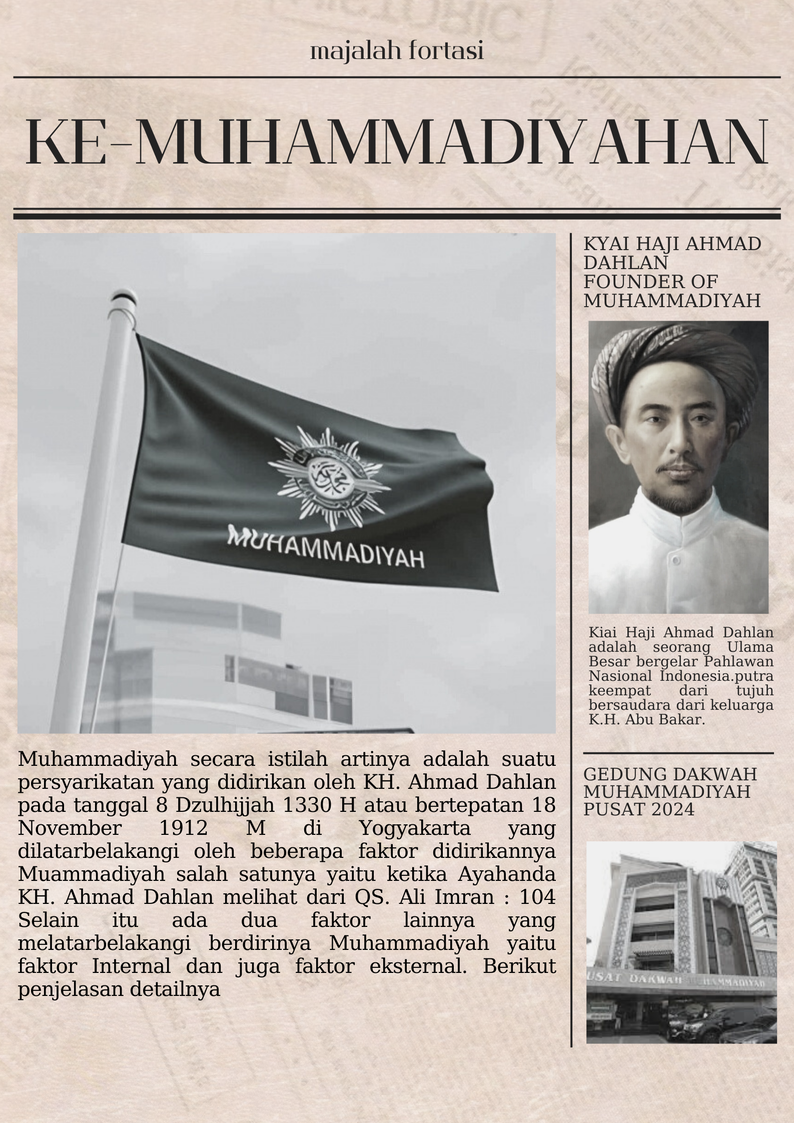 majalah fortasi
KE-MUHAMMADIYAHAN
MUHAMMADIYAH
Muhammadiyah secara istilah artinya adalah suatu
persyarikatan yang didirikan oleh KH. Ahmad Dahlan
pada tanggal 8 Dzulhijjah 1330 H atau bertepatan 18
November 1912 M di Yogyakarta yang
dilatarbelakangi oleh beberapa faktor didirikannya
Muammadiyah salah satunya yaitu ketika Ayahanda
KH. Ahmad Dahlan melihat dari QS. Ali Imran : 104
Selain itu ada dua faktor lainnya yang
melatarbelakangi berdirinya Muhammadiyah yaitu
faktor Internal dan juga faktor eksternal. Berikut
penjelasan detailnya
KYAI HAJI AHMAD
DAHLAN
FOUNDER OF
MUHAMMADIYAH
Kiai Haji Ahmad Dahlan
adalah seorang Ulama
Besar bergelar Pahlawan
Nasional Indonesia.putra
keempat dari tujuh
bersaudara dari keluarga
K.H. Abu Bakar.
GEDUNG DAKWAH
MUHAMMADIYAH
PUSAT 2024
USAT DAKWAH HAMMADIYAH